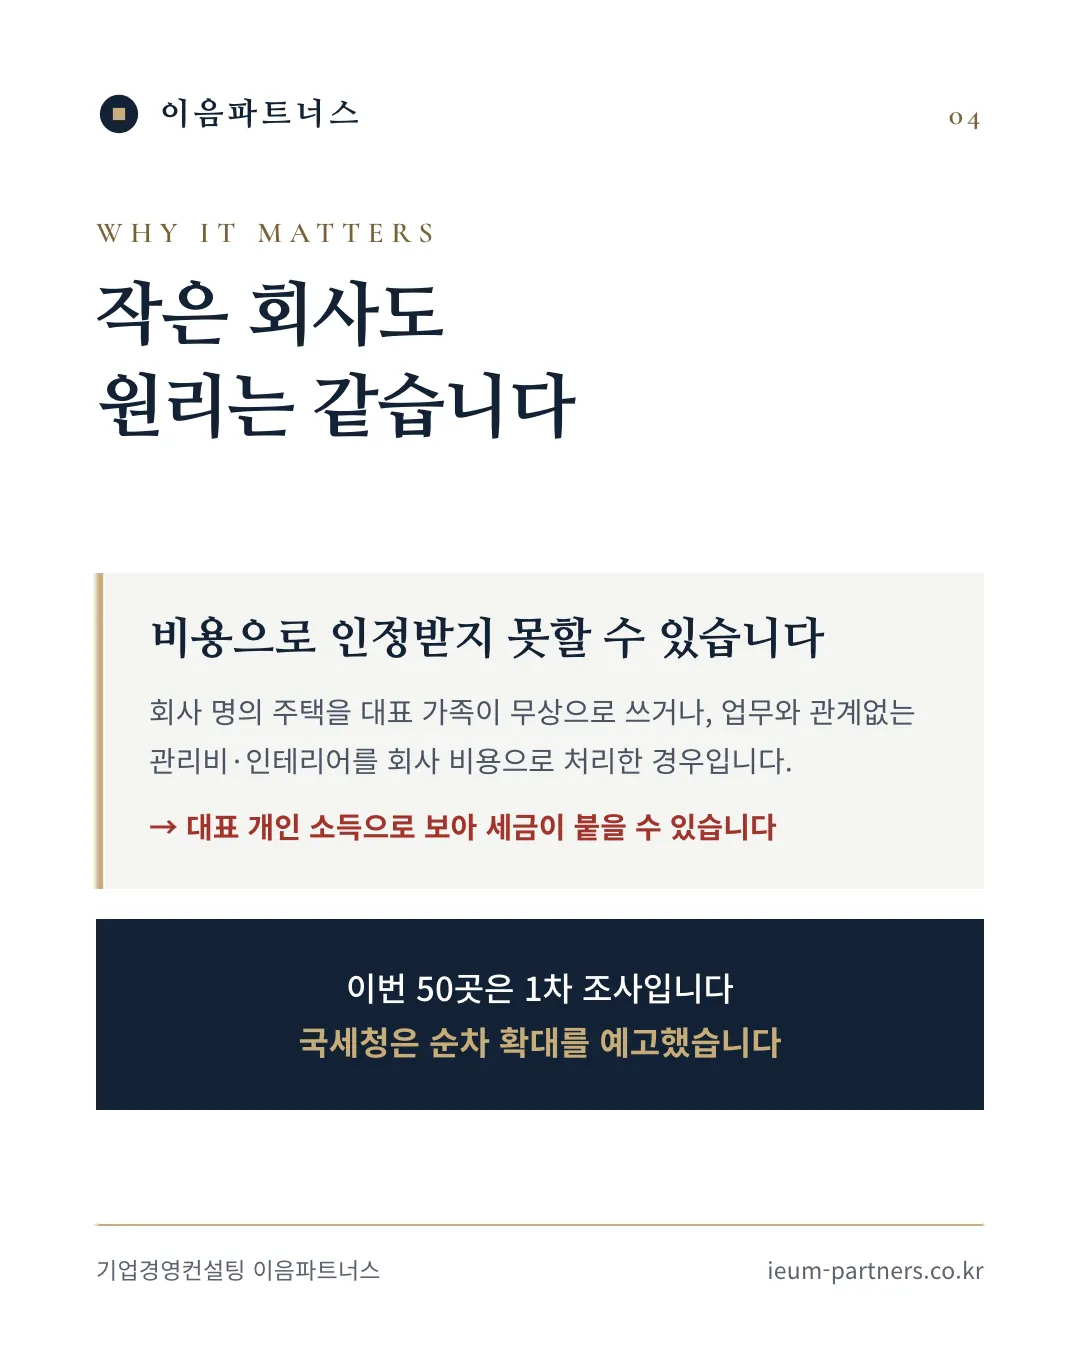 이음파트너스
04
WHY IT MATTERS
작은 회사도
원리는 같습니다
비용으로 인정받지 못할 수 있습니다
회사 명의 주택을 대표 가족이 무상으로 쓰거나, 업무와 관계없는
관리비·인테리어를 회사 비용으로 처리한 경우입니다.
→ 대표 개인 소득으로 보아 세금이 붙을 수 있습니다
이번 50곳은 1차 조사입니다
국세청은 순차 확대를 예고했습니다
기업경영컨설팅 이음파트너스
ieum-partners.co.kr